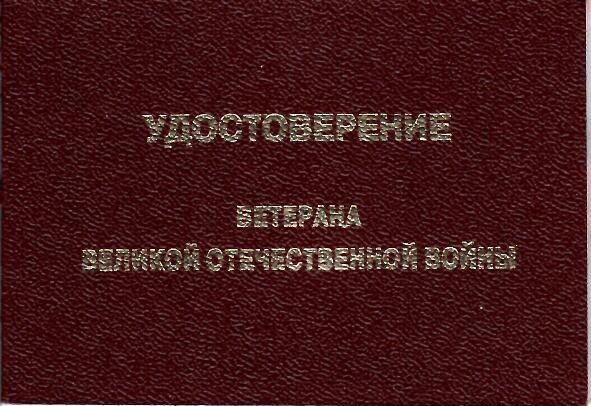 УДОСТОВЕРЕНИЕ
ВЕТЕРАНА
ВЕЛИКОЙ ОТЕЧЕСТВЕННОЙ ВОЙНЫ